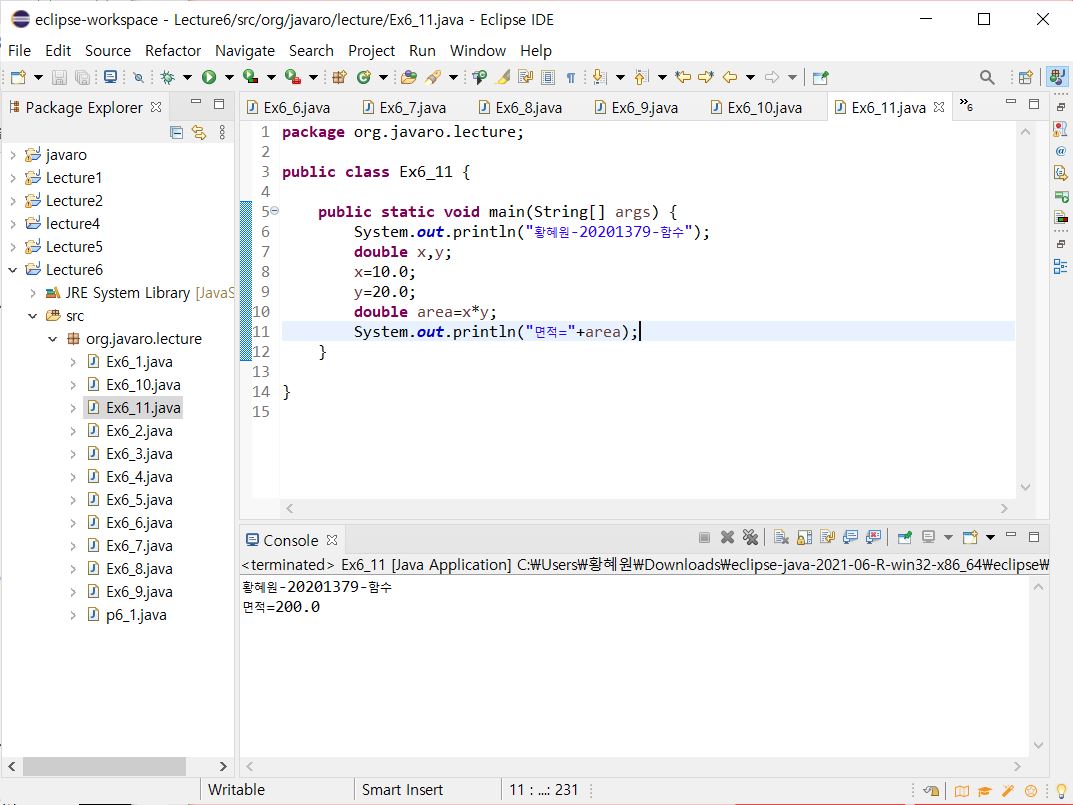 eclipse-workspace - Lecture6/src/org/javaro/lecture/Ex6_11.java - Eclipse IDE
File Edit Source Refactor Navigate Search Project Run Window Help
Package Explorer
javaro
Lecture1
Lecture2
lecture4
Lecture5
Lecture6
JRE System Library [JavaS
src
org.javaro.lecture
Ex6_1.java
Ex6_10.java
Ex6_11.java
Ex6_2.java
Ex6_3.java
Ex6_4.java
Ex6_5.java
Ex6_6.java
Ex6_7.java
Ex6_8.java
Ex6_9.java
p6_1.java
Ex6_6.java Ex6_7.java Ex6_8.java Ex6_9.java Ex6_10.java Ex6_11.java »6
1 package org.javaro.lecture;
2
3 public class Ex6_11 {
4
5 public static void main(String[] args) {
6 System.out.println("황혜원-20201379-함수");
7 double x,y;
8 x=10.0;
9 y=20.0;
10 double area=x*y;
11 System.out.println("면적="+area);
12 }
13
14 }
15
Console
<terminated> Ex6_11 [Java Application] C:₩Users₩황혜원₩Downloads₩eclipse-java-2021-06-R-win32-x86_64₩eclipse₩
황혜원-20201379-함수
면적=200.0
Writable Smart Insert 11 : ...: 231